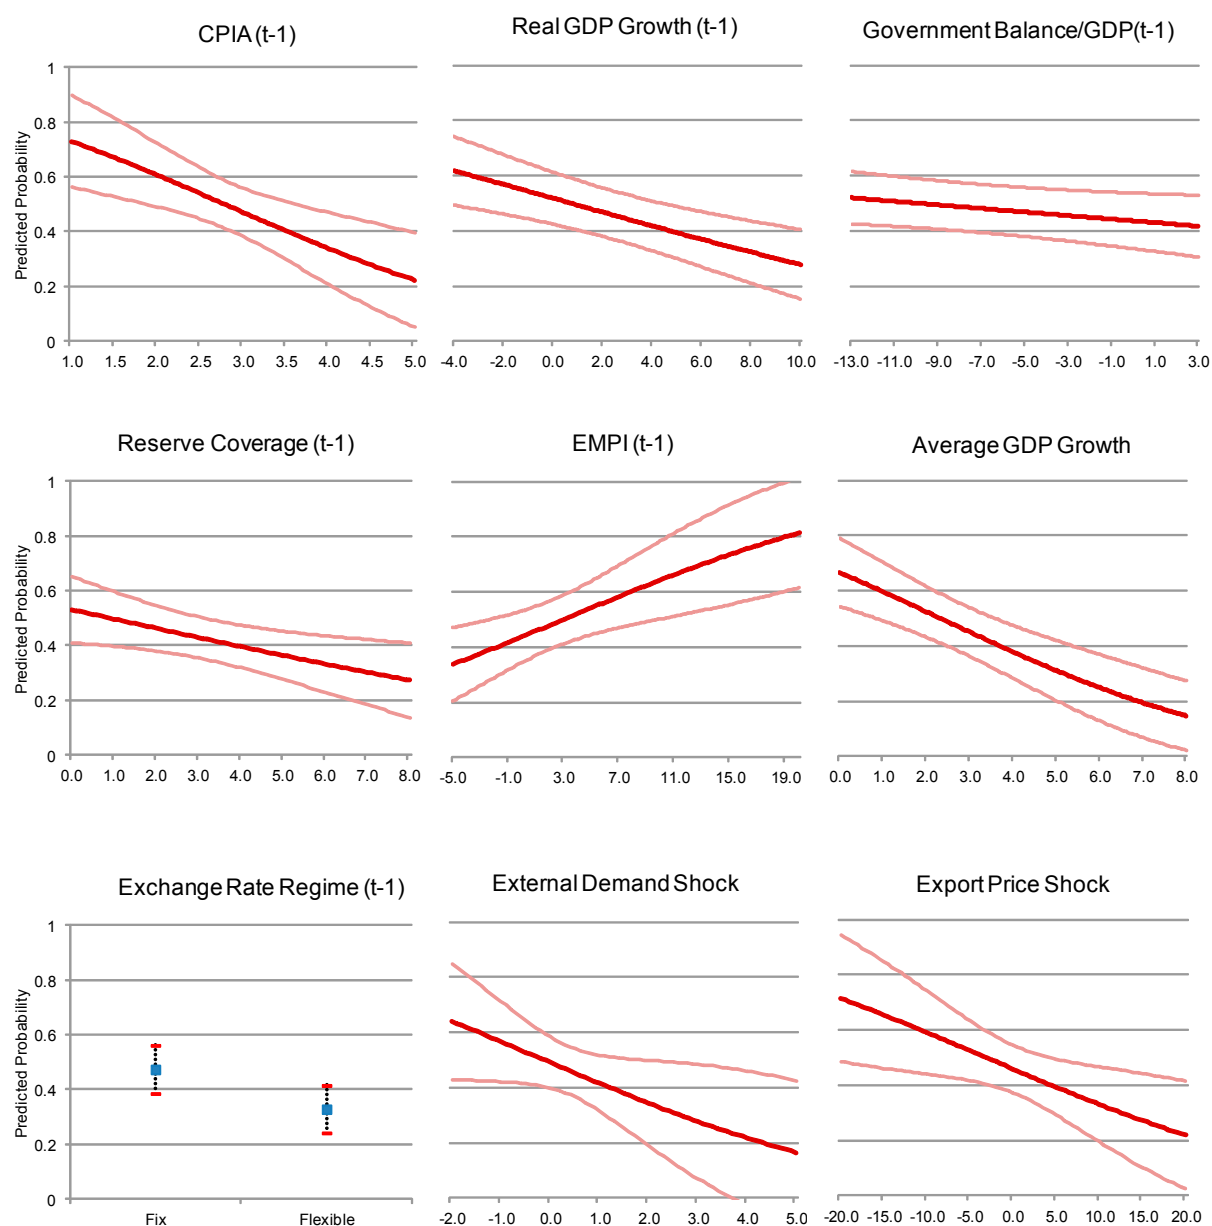 CPIA (t-1)
Real GDP Growth (t-1)
Government Balance/GDP(t-1)
Predicted Probability
1
0.8
0.6
0.4
0.2
0
1.0 1.5 2.0 2.5 3.0 3.5 4.0 4.5 5.0
-4.0 -2.0 0.0 2.0 4.0 6.0 8.0 10.0
-13.0 -11.0 -9.0 -7.0 -5.0 -3.0 -1.0 1.0 3.0
Reserve Coverage (t-1)
EMPI (t-1)
Average GDP Growth
Predicted Probability
1
0.8
0.6
0.4
0.2
0
0.0 1.0 2.0 3.0 4.0 5.0 6.0 7.0 8.0
-5.0 -1.0 3.0 7.0 11.0 15.0 19.0
0.0 1.0 2.0 3.0 4.0 5.0 6.0 7.0 8.0
Exchange Rate Regime (t-1)
External Demand Shock
Export Price Shock
Predicted Probability
1
0.8
0.6
0.4
0.2
0
Fix Flexible
-2.0 -1.0 0.0 1.0 2.0 3.0 4.0 5.0
-20.0 -15.0 -10.0 -5.0 0.0 5.0 10.0 15.0 20.0